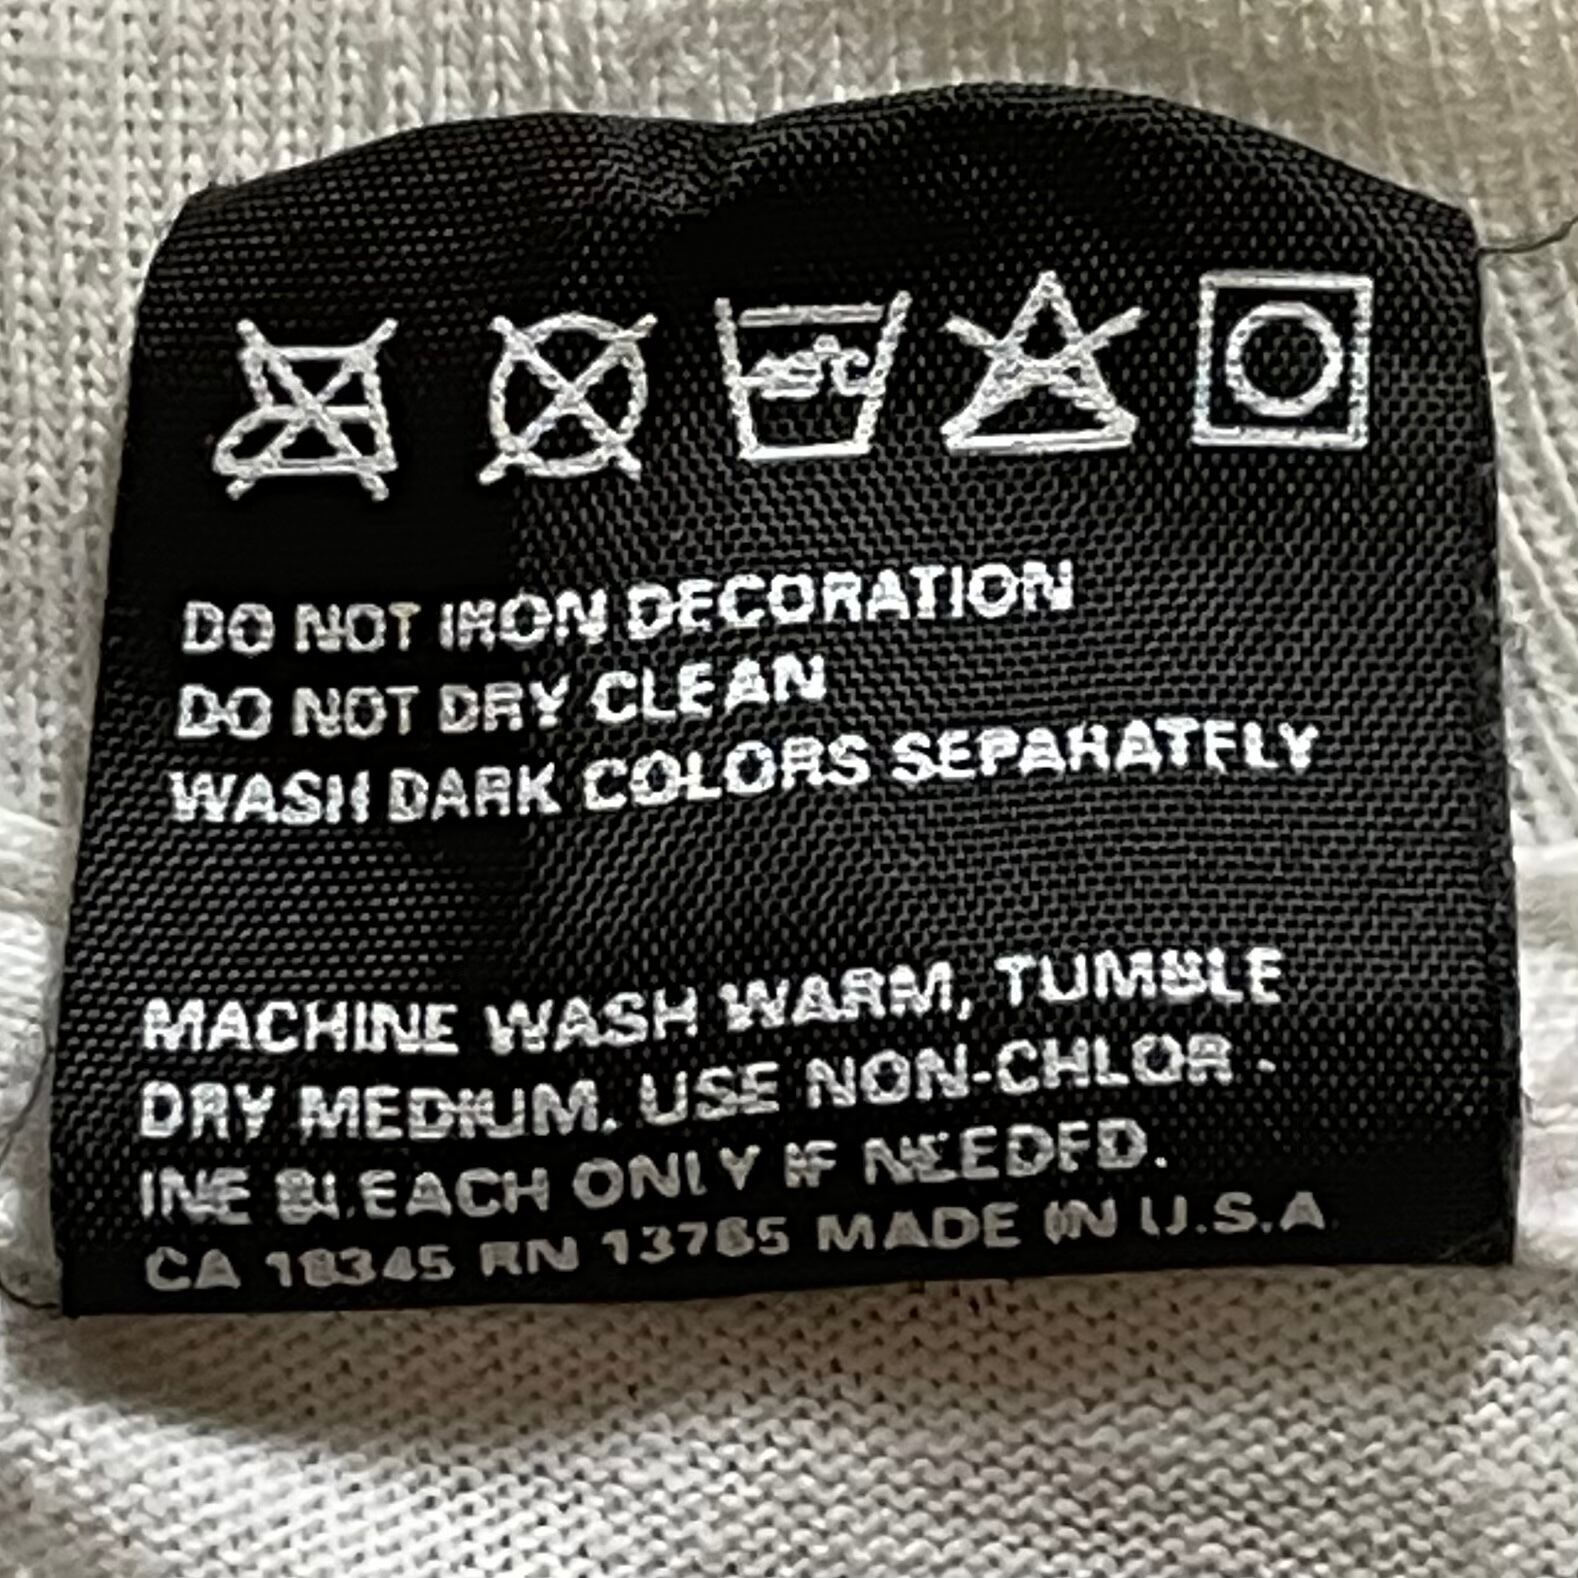 DO NOT IRON DECORATION
DO NOT DRY CLEAN
WASH DARK COLORS SEPARATELY
MACHINE WASH WARM, TUMBLE
DRY MEDIUM. USE NON-CHLOR -
INE BLEACH ONLY IF NEEDED.
CA 18345 RN 13765 MADE IN U.S.A